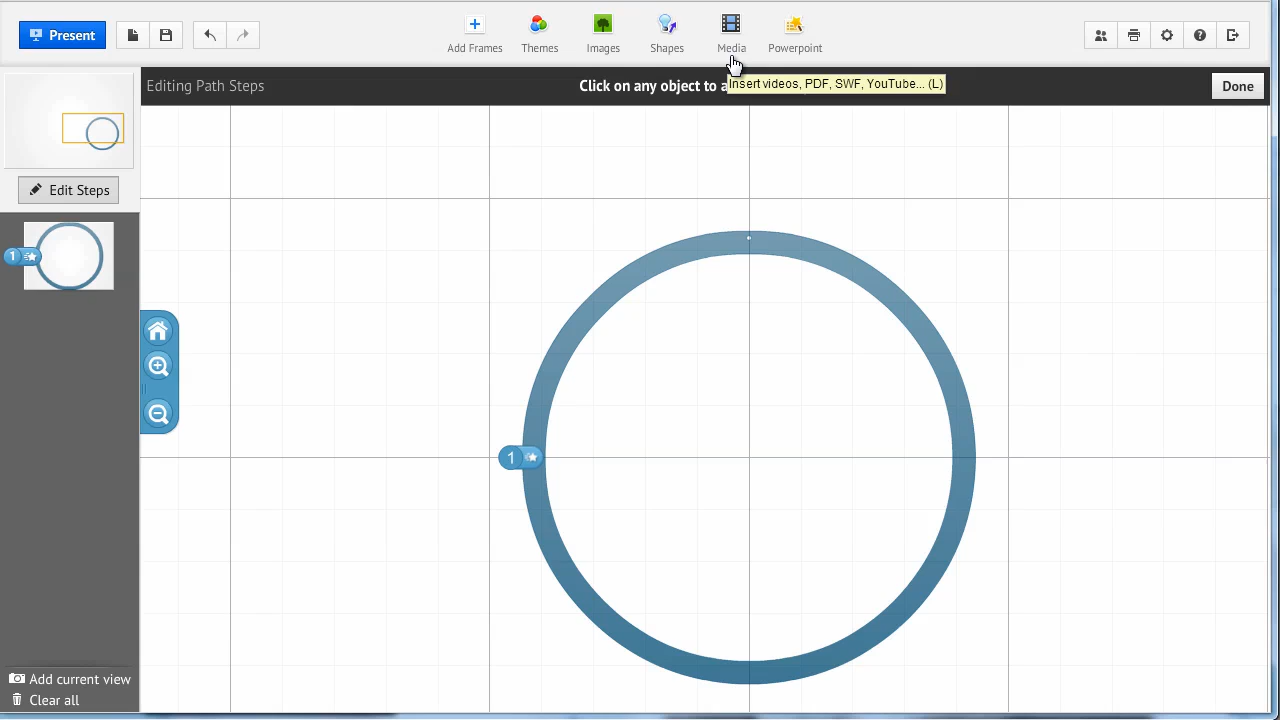 Present
Add Frames
Themes
Images
Shapes
Media
Powerpoint
Editing Path Steps
Click on any object to a
Insert videos, PDF, SWF, YouTube... (L)
Done
Edit Steps
1
1
Add current view
Clear all